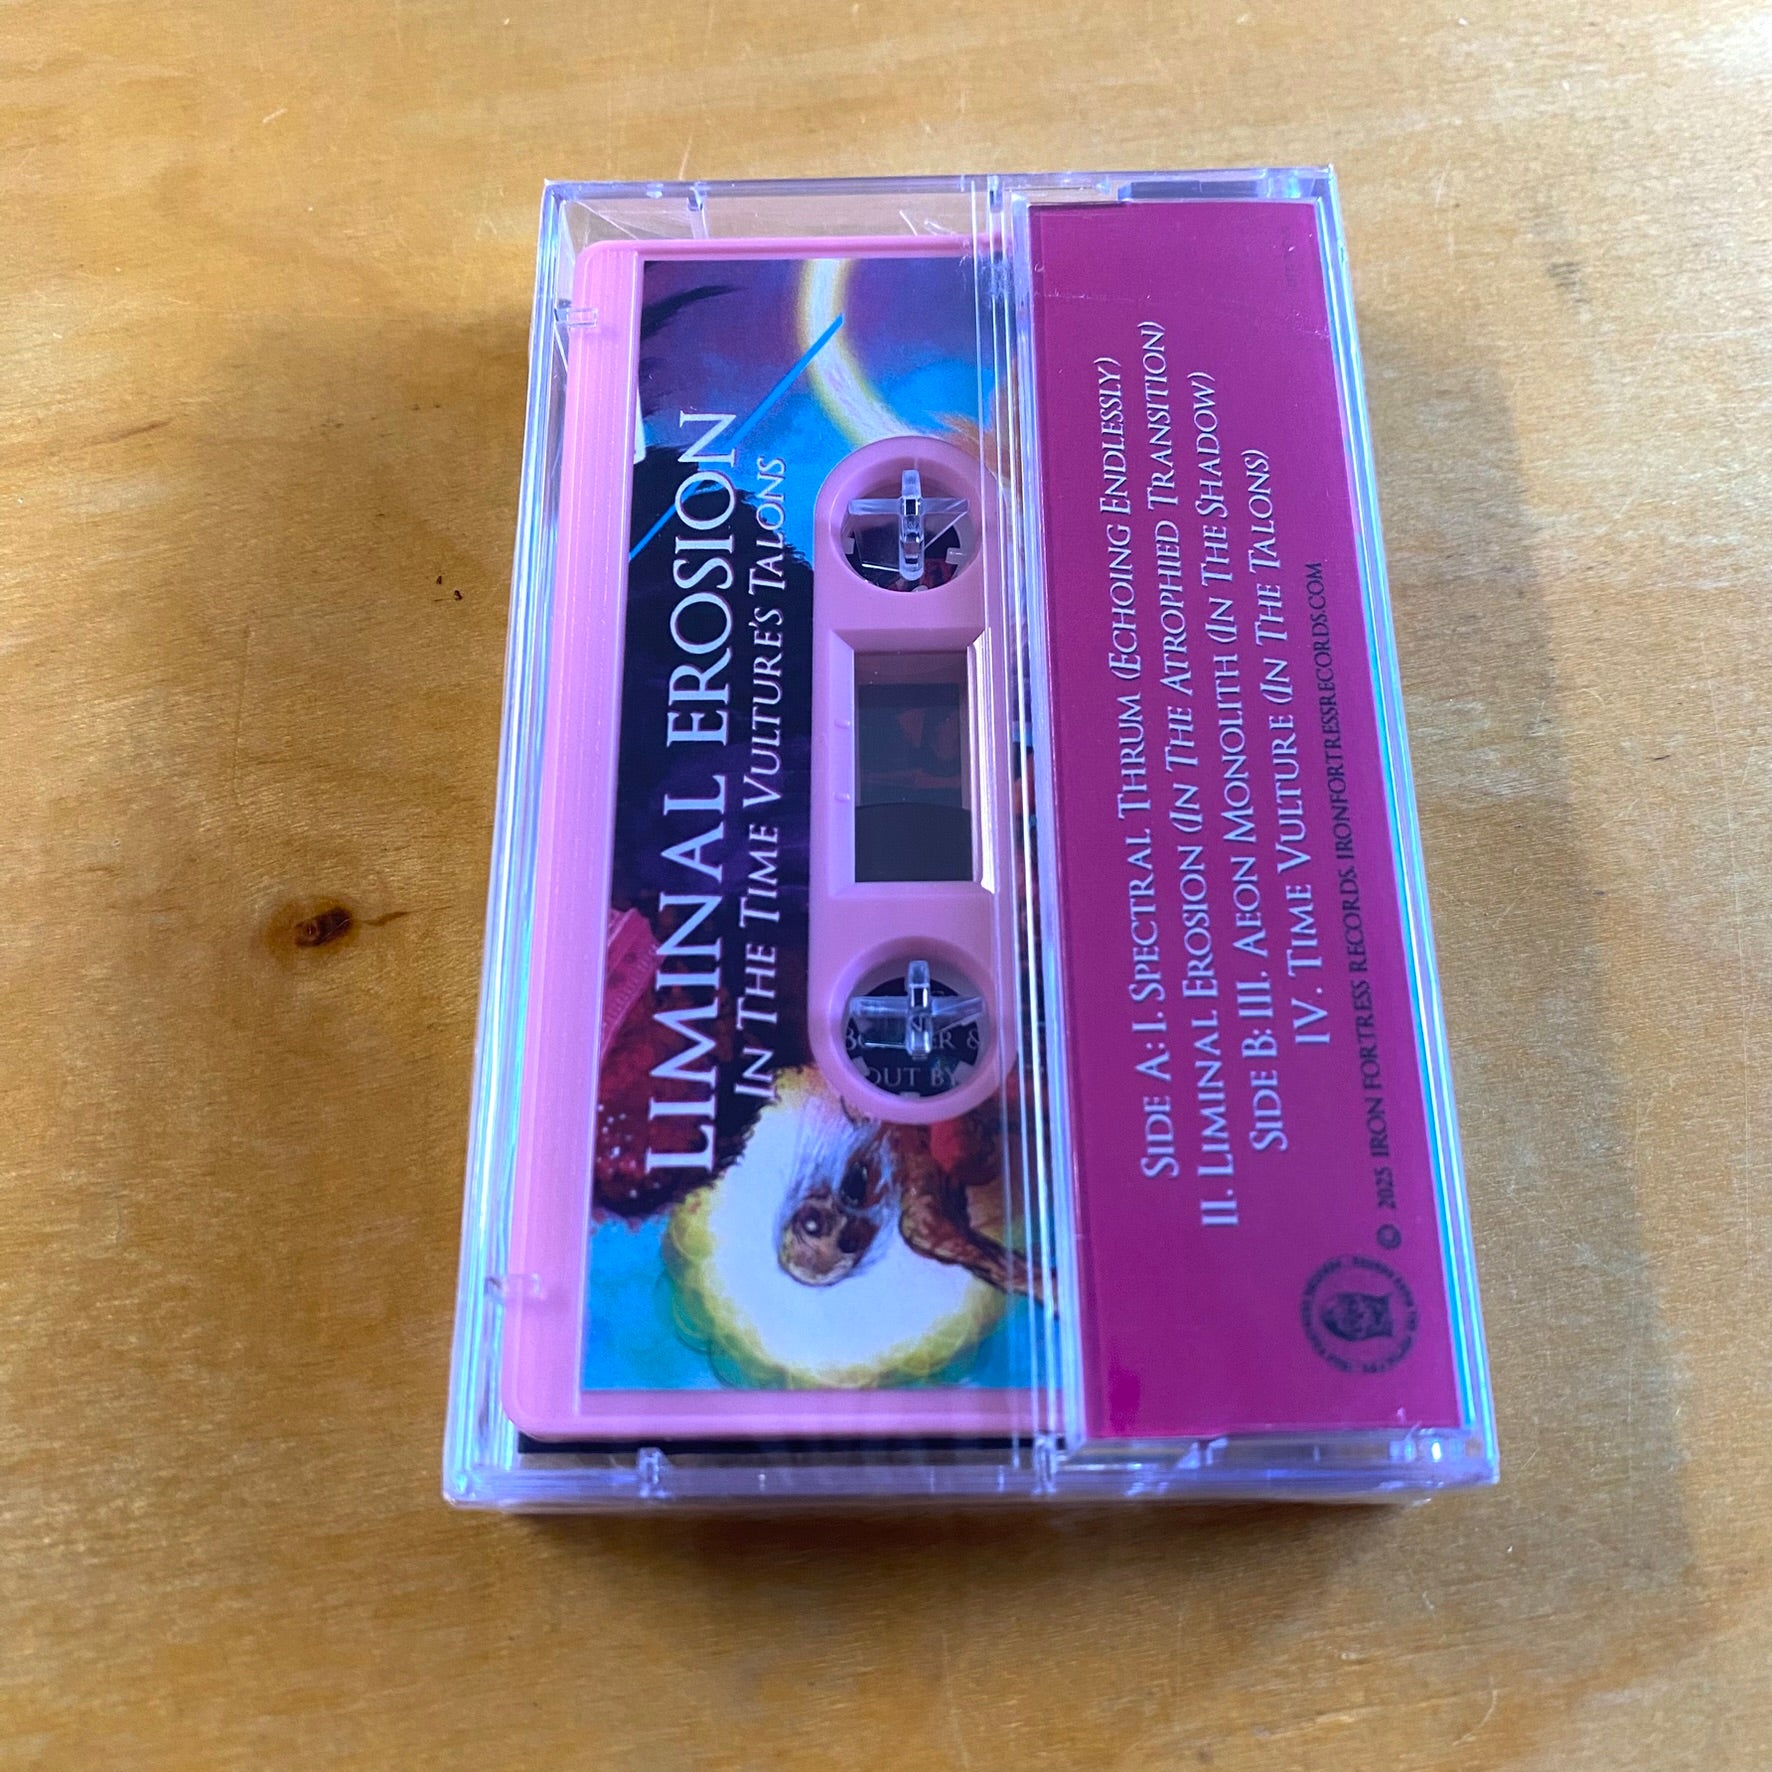 LIMINAL EROSION
IN THE TIME VULTURE'S TALONS
OUT BY
SIDE A: I. SPECTRAL THRUM (ECHOING ENDLESSLY)
II. LIMINAL EROSION (IN THE ATROPHIED TRANSITION)
SIDE B: III. AEON MONOLITH (IN THE SHADOW)
IV. TIME VULTURE (IN THE TALONS)
© 2025 IRON FORTRESS RECORDS. IRONFORTRESSRECORDS.COM